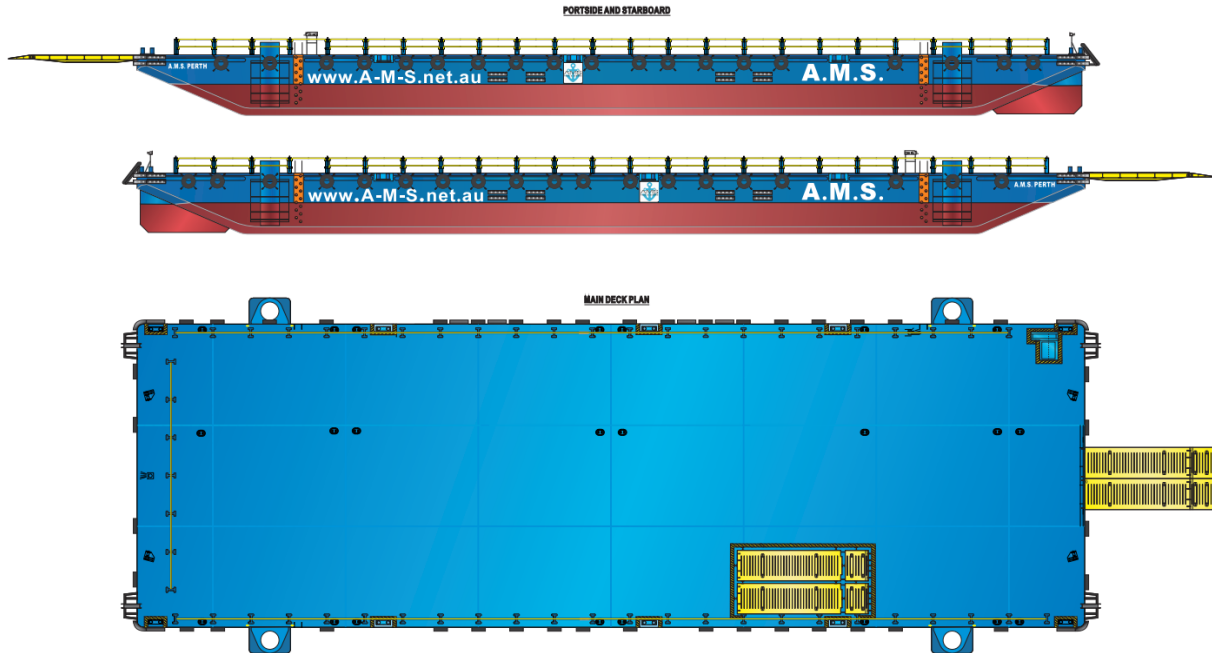 PORTSIDE AND STARBOARD
A.M.S. PERTH
www.A-M-S.net.au
A.M.S.
www.A-M-S.net.au
A.M.S.
A.M.S. PERTH
MAIN DECK PLAN